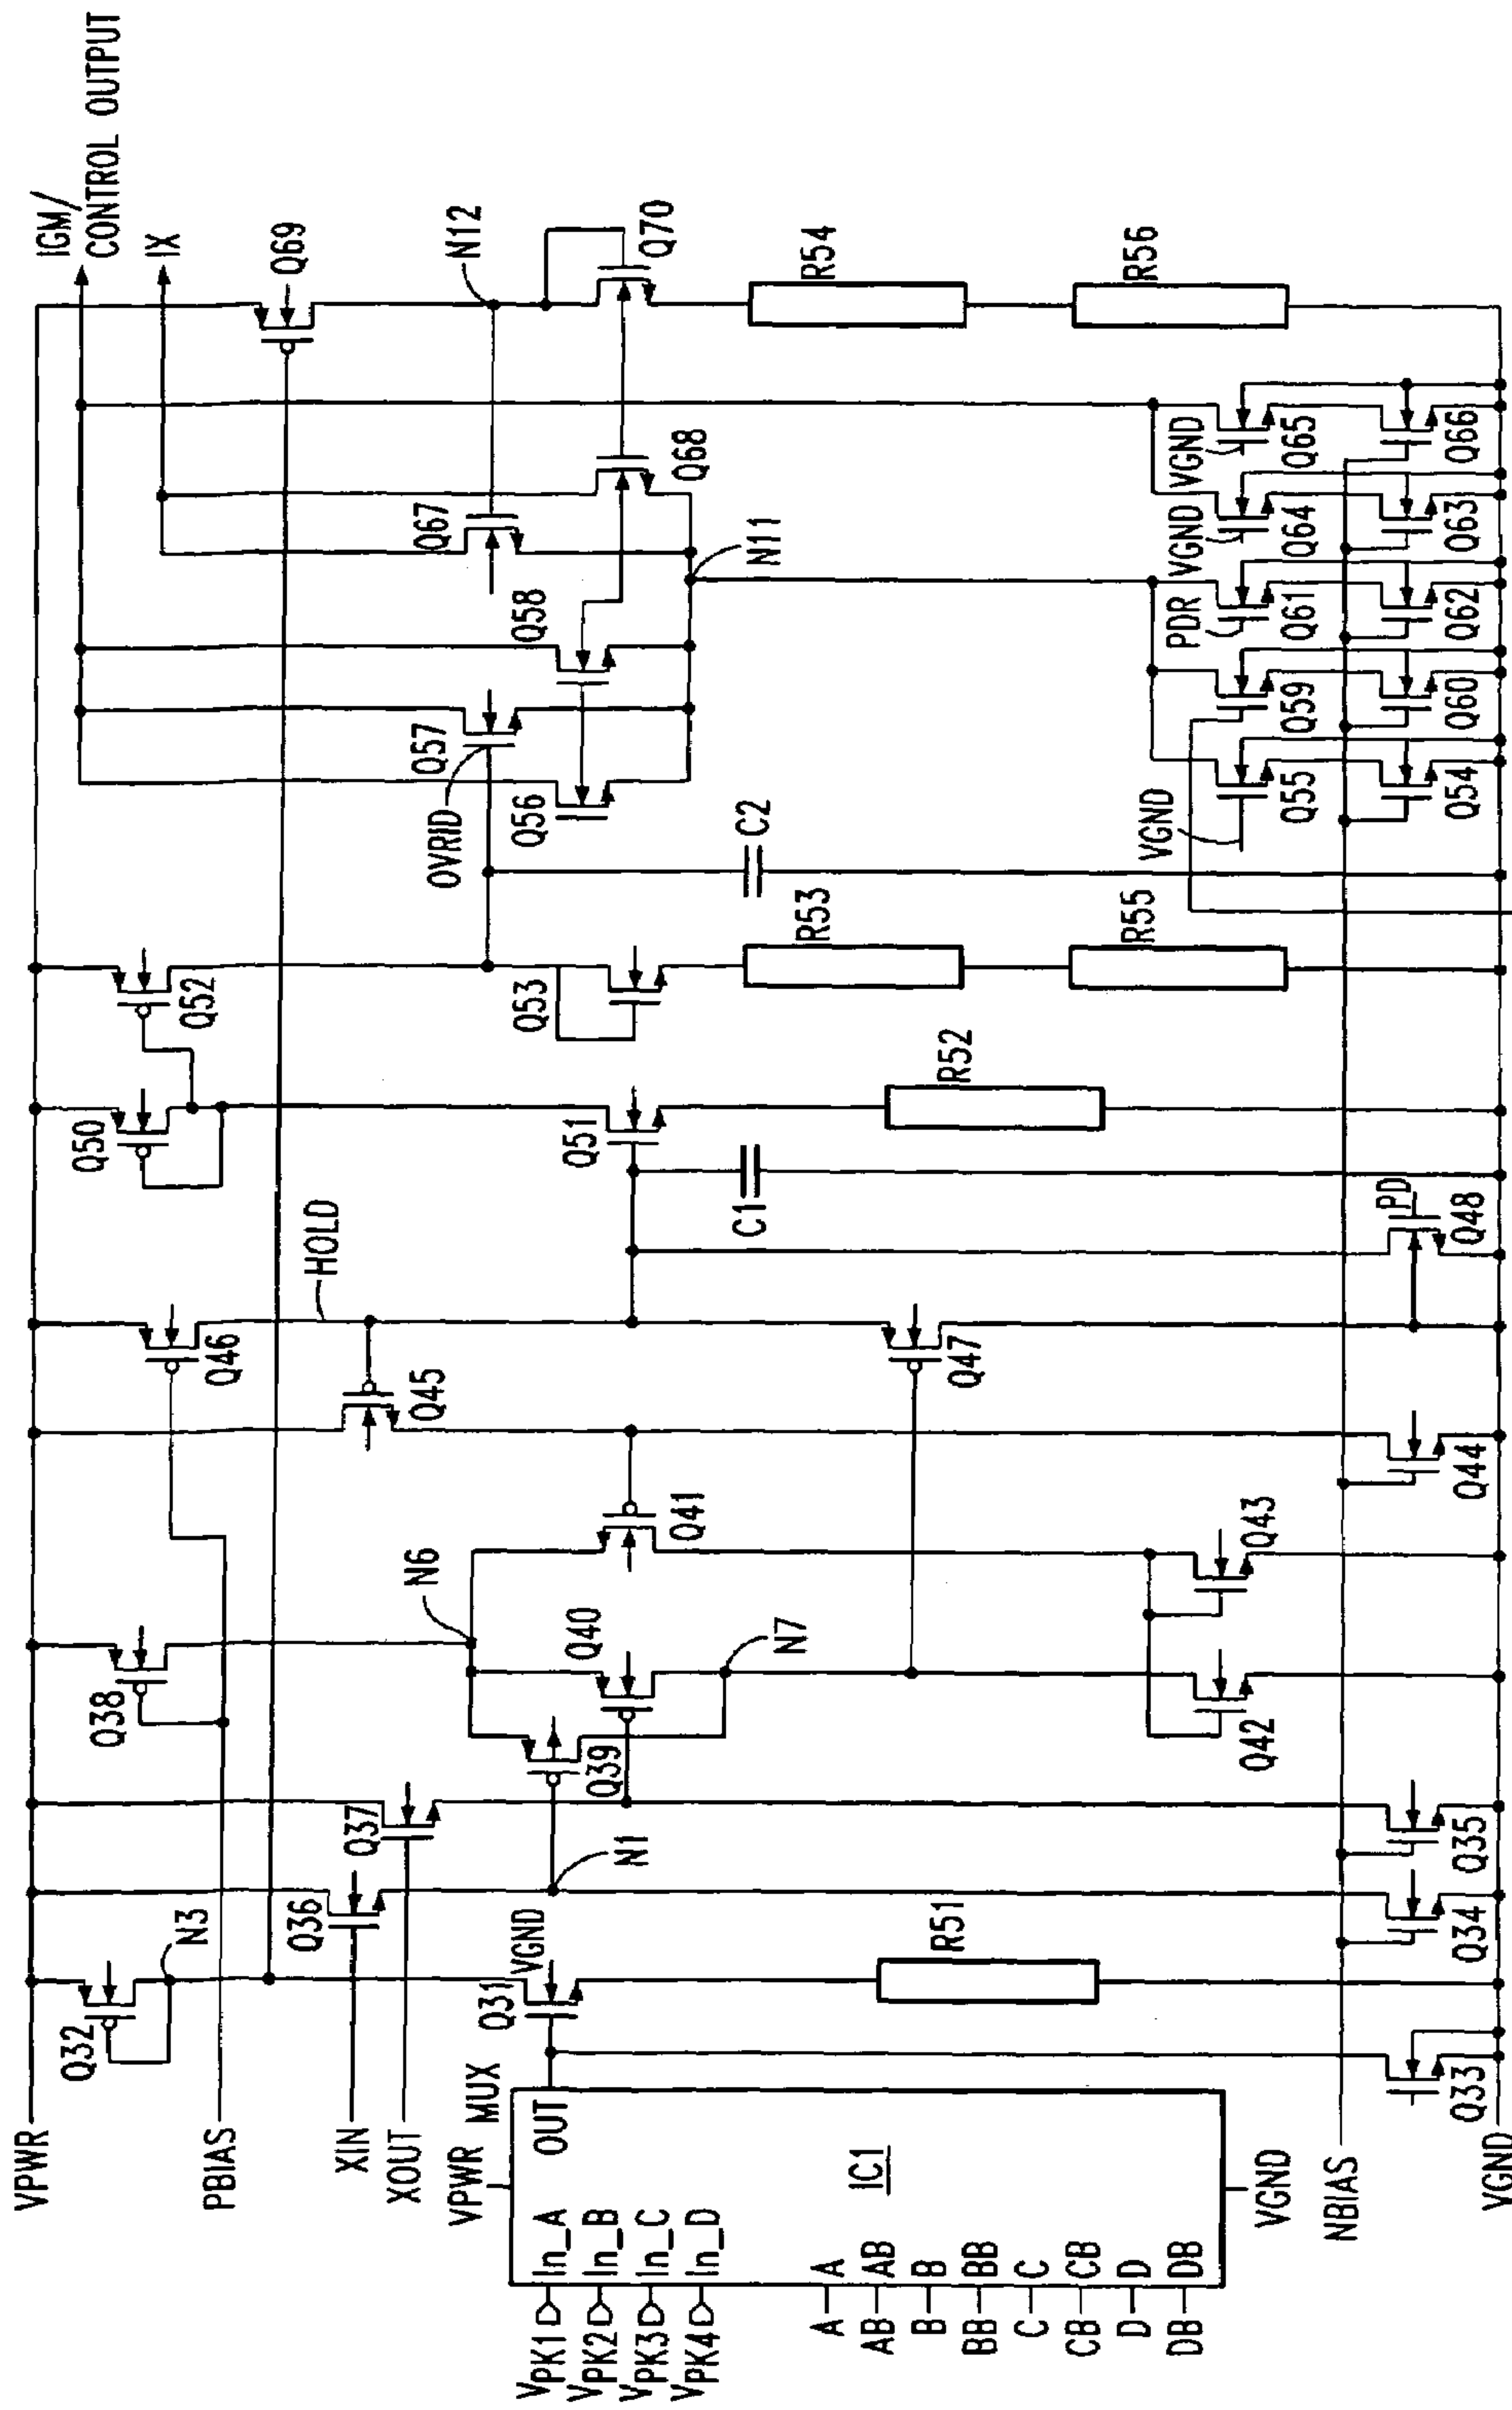 IGM/
CONTROL OUTPUT
IX
VPWR
PBIAS
XIN
XOUT
VPWR
MUX
OUT
IC1
VPK1
VPK2
VPK3
VPK4
In_A
In_B
In_C
In_D
A
AB
B
BB
C
CB
D
DB
A
AB
B
BB
C
CB
D
DB
VGND
NBIAS
VGND
Q32
N3
Q31
VGND
R51
Q33
Q36
N1
Q34
Q37
Q35
Q38
Q39
N6
Q40
N7
Q42
Q41
Q43
Q45
Q44
Q46
HOLD
Q47
PD
Q48
Q50
Q51
C1
R52
Q52
Q53
R53
R55
C2
OVRID
Q56
Q57
Q58
N11
Q67
Q68
Q69
N12
Q70
R54
R56
VGND
Q55
Q54
Q59
Q60
PDR
Q61
Q62
VGND
Q64
Q63
VGND
Q65
Q66